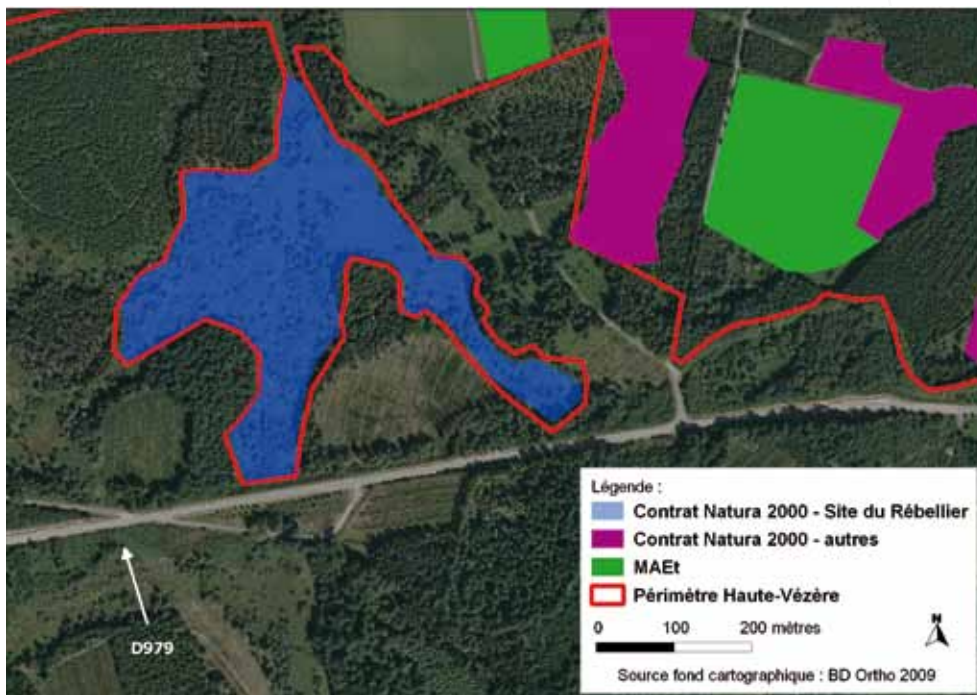 D979
Légende :
Contrat Natura 2000 - Site du Rébellier
Contrat Natura 2000 - autres
MAEt
Périmètre Haute-Vézère
N
0 100 200 mètres
Source fond cartographique : BD Ortho 2009